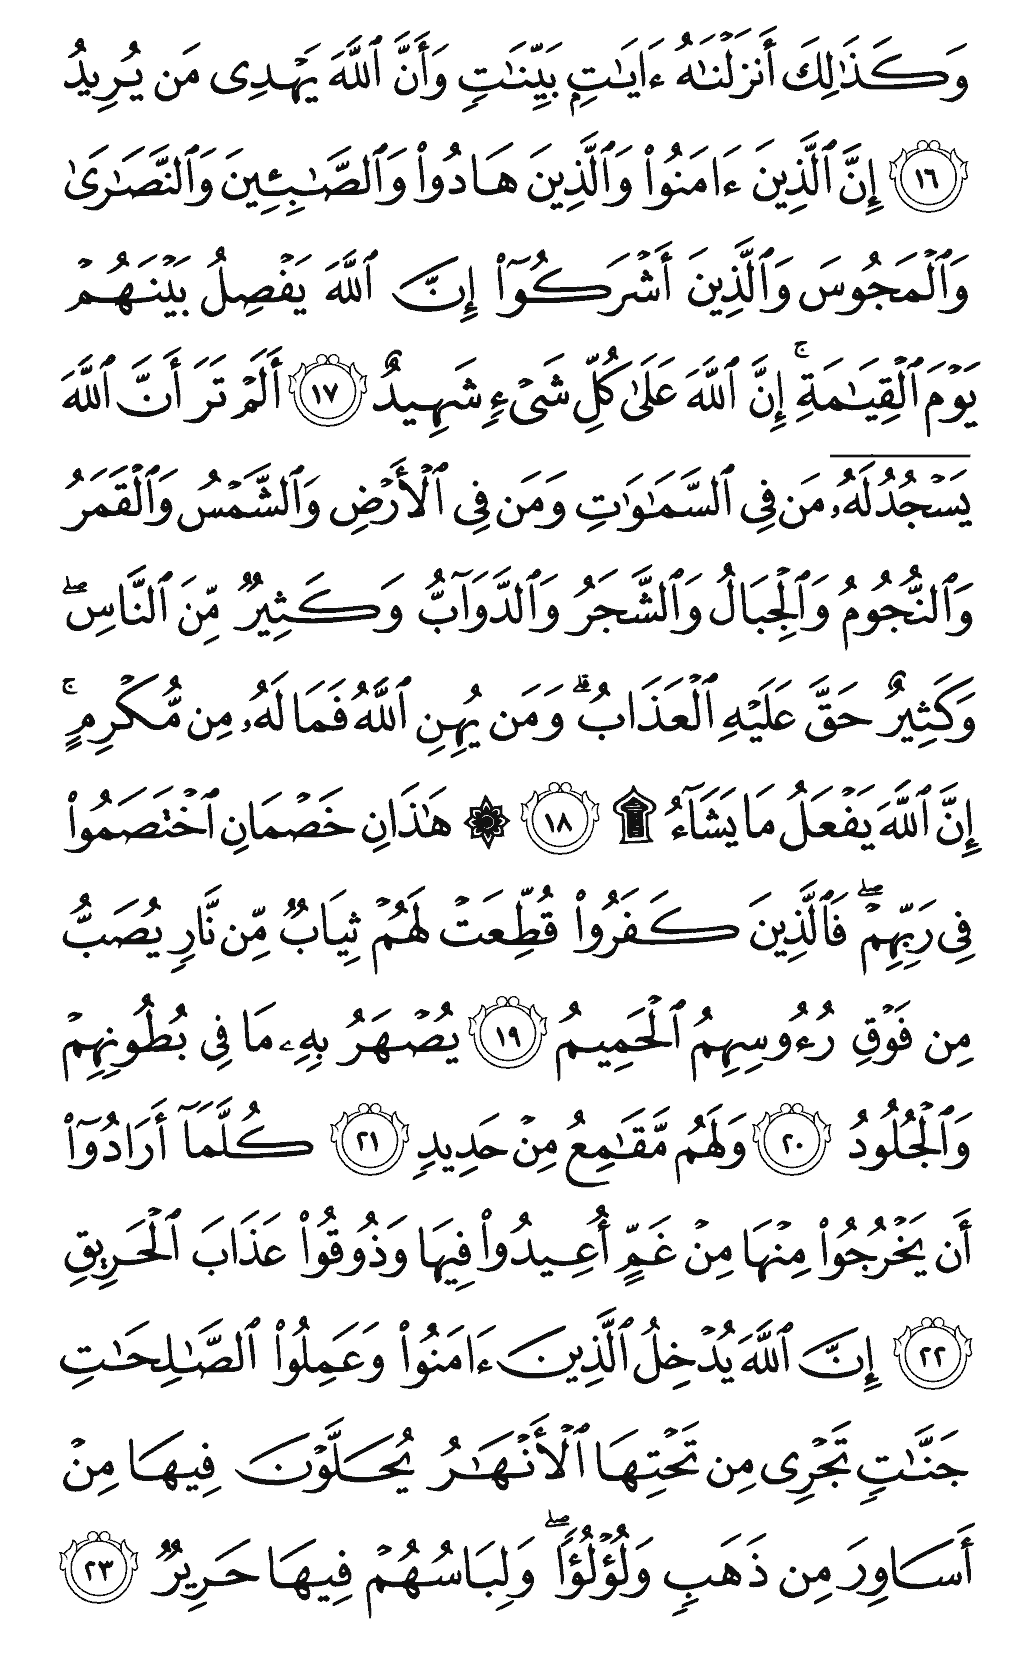 وَكَذَٰلِكَ أَنزَلْنَٰهُ ءَايَٰتٍۭ بَيِّنَٰتٍ وَأَنَّ ٱللَّهَ يَهْدِى مَن يُرِيدُ
١٦ إِنَّ ٱلَّذِينَ ءَامَنُوا۟ وَٱلَّذِينَ هَادُوا۟ وَٱلصَّٰبِـِٔينَ وَٱلنَّصَٰرَىٰ
وَٱلْمَجُوسَ وَٱلَّذِينَ أَشْرَكُوٓا۟ إِنَّ ٱللَّهَ يَفْصِلُ بَيْنَهُمْ
يَوْمَ ٱلْقِيَٰمَةِ ۚ إِنَّ ٱللَّهَ عَلَىٰ كُلِّ شَىْءٍ شَهِيدٌ ١٧ أَلَمْ تَرَ أَنَّ ٱللَّهَ
يَسْجُدُ لَهُۥ مَن فِى ٱلسَّمَٰوَٰتِ وَمَن فِى ٱلْأَرْضِ وَٱلشَّمْسُ وَٱلْقَمَرُ
وَٱلنُّجُومُ وَٱلْجِبَالُ وَٱلشَّجَرُ وَٱلدَّوَآبُّ وَكَثِيرٌ مِّنَ ٱلنَّاسِ ۖ
وَكَثِيرٌ حَقَّ عَلَيْهِ ٱلْعَذَابُ ۗ وَمَن يُهِنِ ٱللَّهُ فَمَا لَهُۥ مِن مُّكْرِمٍ ۚ
إِنَّ ٱللَّهَ يَفْعَلُ مَا يَشَآءُ ۩ ١٨ ۞ هَٰذَانِ خَصْمَانِ ٱخْتَصَمُوا۟
فِى رَبِّهِمْ ۖ فَٱلَّذِينَ كَفَرُوا۟ قُطِّعَتْ لَهُمْ ثِيَابٌ مِّن نَّارٍ يُصَبُّ
مِن فَوْقِ رُءُوسِهِمُ ٱلْحَمِيمُ ١٩ يُصْهَرُ بِهِۦ مَا فِى بُطُونِهِمْ
وَٱلْجُلُودُ ٢٠ وَلَهُم مَّقَٰمِعُ مِنْ حَدِيدٍ ٢١ كُلَّمَآ أَرَادُوٓا۟
أَن يَخْرُجُوا۟ مِنْهَا مِنْ غَمٍّ أُعِيدُوا۟ فِيهَا وَذُوقُوا۟ عَذَابَ ٱلْحَرِيقِ
٢٢ إِنَّ ٱللَّهَ يُدْخِلُ ٱلَّذِينَ ءَامَنُوا۟ وَعَمِلُوا۟ ٱلصَّٰلِحَٰتِ
جَنَّٰتٍ تَجْرِى مِن تَحْتِهَا ٱلْأَنْهَٰرُ يُحَلَّوْنَ فِيهَا مِنْ
أَسَاوِرَ مِن ذَهَبٍ وَلُؤْلُؤًا ۖ وَلِبَاسُهُمْ فِيهَا حَرِيرٌ ٢٣